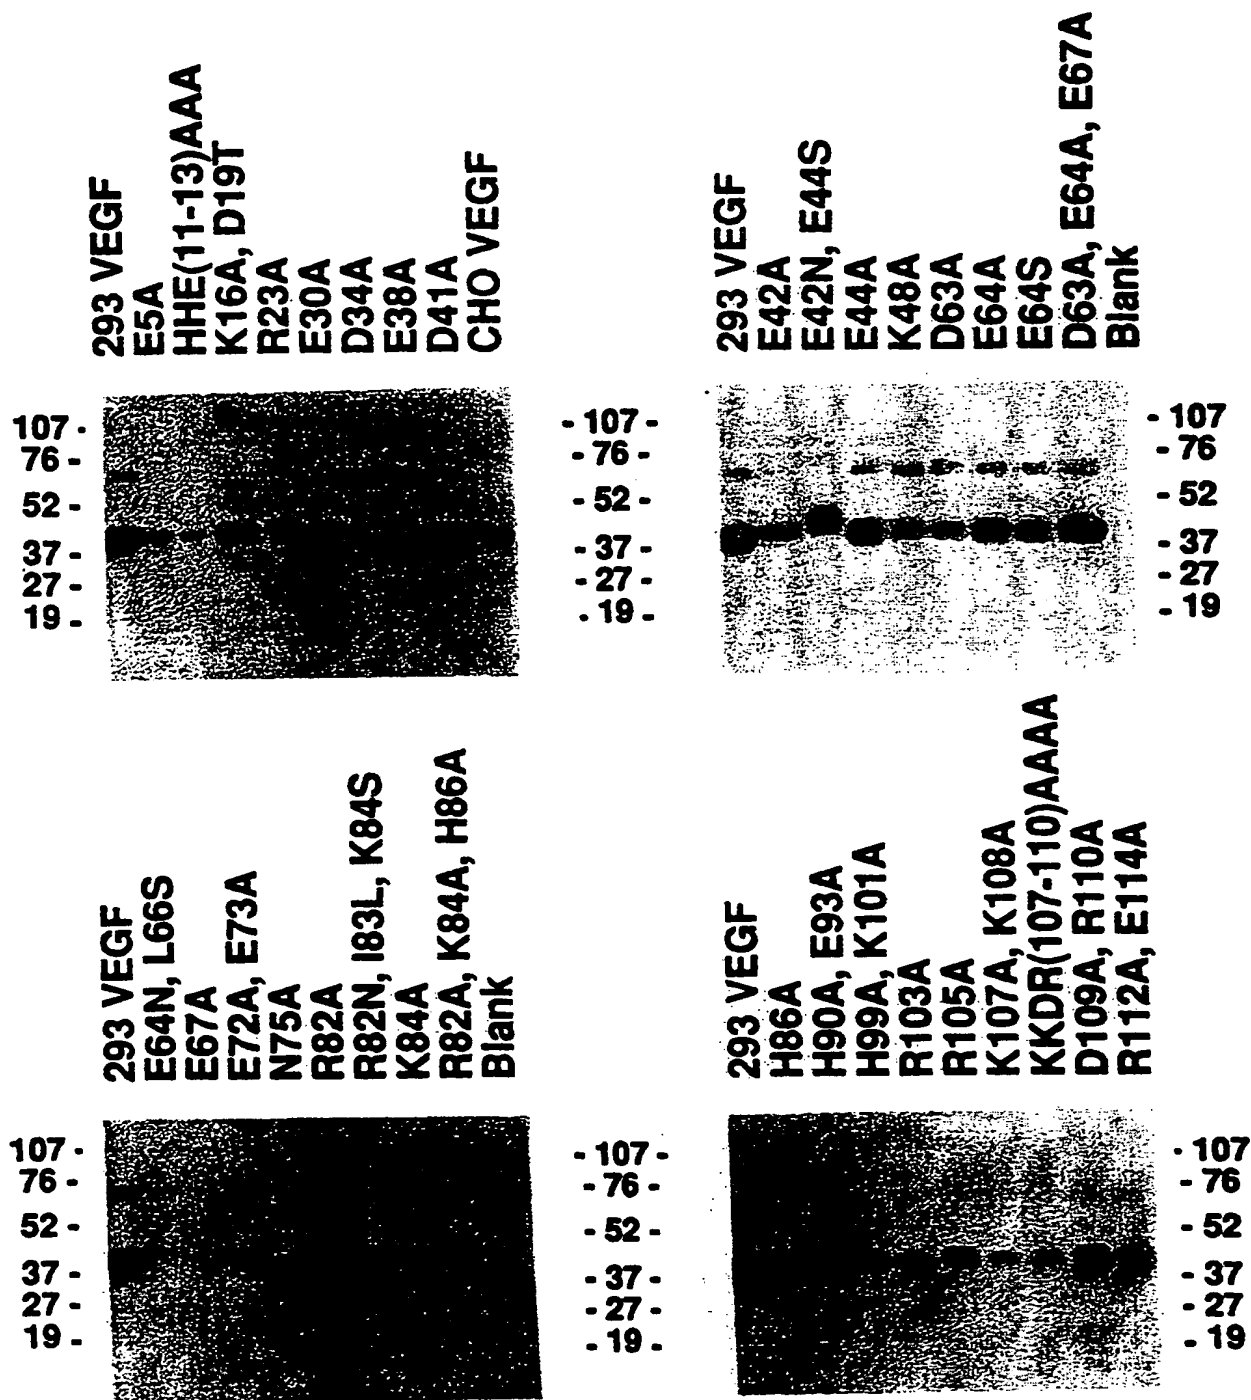 293 VEGF
E5A
HHE(11-13)AAA
K16A, D19T
R23A
E30A
D34A
E38A
D41A
CHO VEGF
107 -
76 -
52 -
37 -
27 -
19 -
293 VEGF
E42A
E42N, E44S
E44A
K48A
D63A
E64A
E64S
D63A, E64A, E67A
Blank
- 107 -
- 76 -
- 52 -
- 37 -
- 27 -
- 19 -
- 107
- 76
- 52
- 37
- 27
- 19
293 VEGF
E64N, L66S
E67A
E72A, E73A
N75A
R82A
R82N, I83L, K84S
K84A
R82A, K84A, H86A
Blank
107 -
76 -
52 -
37 -
27 -
19 -
293 VEGF
H86A
H90A, E93A
H99A, K101A
R103A
R105A
K107A, K108A
KKDR(107-110)AAAA
D109A, R110A
R112A, E114A
- 107 -
- 76 -
- 52 -
- 37 -
- 27 -
- 19 -
- 107
- 76
- 52
- 37
- 27
- 19